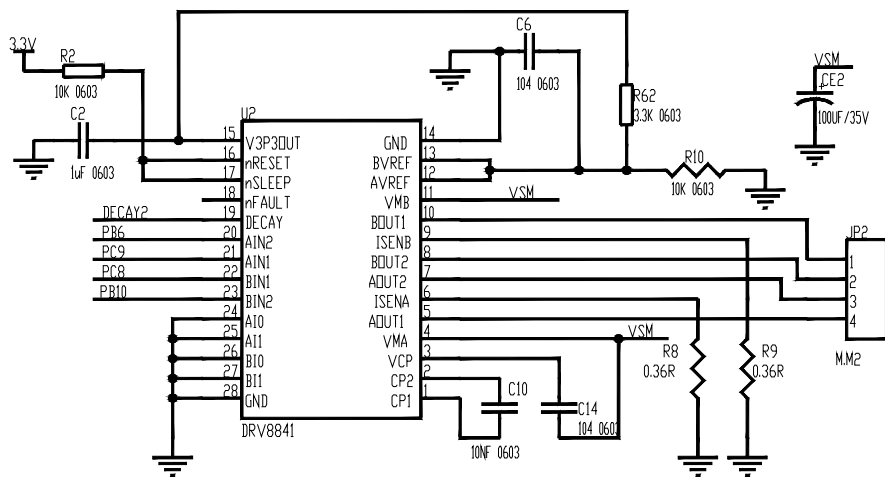 3.3V
R2
10K 0603
C2
1uF 0603
C6
104 0603
R62
3.3K 0603
R10
10K 0603
VSM
CE2
+
100UF/35V
U2
15 V3P3OUT
16 nRESET
17 nSLEEP
18 nFAULT
DECAY2 19 DECAY
PB6 20 AIN2
PC9 21 AIN1
PC8 22 BIN1
PB10 23 BIN2
24 AI0
25 AI1
26 BI0
27 BI1
28 GND
GND 14
BVREF 13
AVREF 12
VMB 11 VSM
BOUT1 10
ISENB 9
BOUT2 8
AOUT2 7
ISENA 6
AOUT1 5
VMA 4 VSM
VCP 3
CP2 2
CP1 1
DRV8841
C10
10NF 0603
C14
104 0603
R8
0.36R
R9
0.36R
JP2
1
2
3
4
M.M2